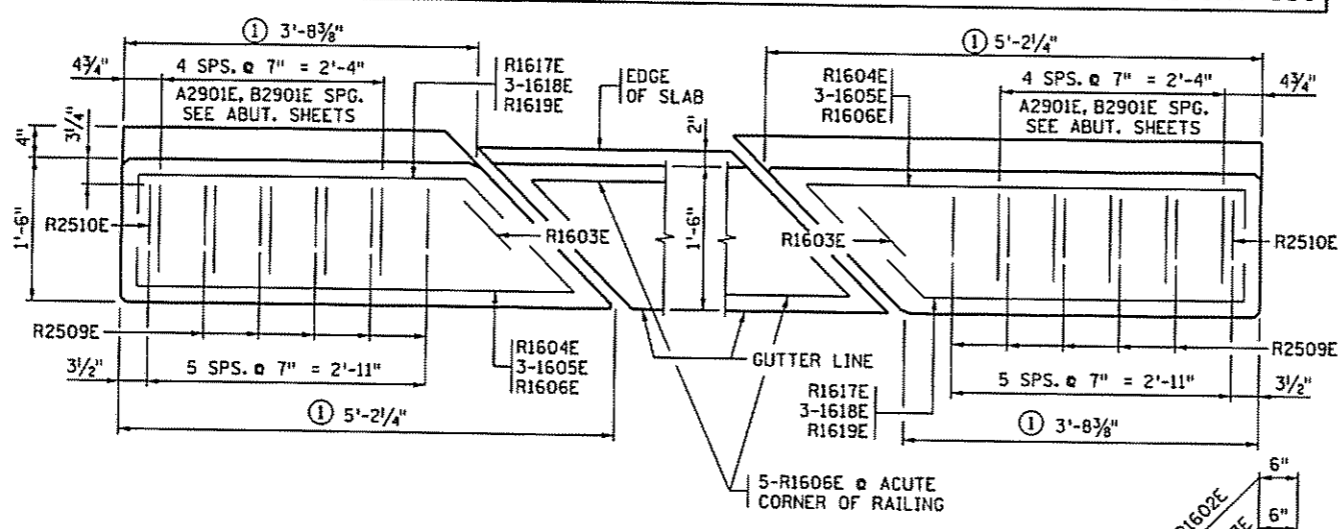 ① 3'-8⅜"
① 5'-2¼"
4¾"
4 SPS. @ 7" = 2'-4"
A2901E, B2901E SPG.
SEE ABUT. SHEETS
R1617E
3-1618E
R1619E
EDGE
OF SLAB
R1604E
3-1605E
R1606E
4 SPS. @ 7" = 2'-4"
A2901E, B2901E SPG.
SEE ABUT. SHEETS
4¾"
4"
3¼"
2"
1'-6"
R2510E
R1603E
1'-6"
R1603E
R2510E
R2509E
3½"
5 SPS. @ 7" = 2'-11"
R1604E
3-1605E
R1606E
GUTTER LINE
R1617E
3-1618E
R1619E
5 SPS. @ 7" = 2'-11"
R2509E
3½"
① 5'-2¼"
① 3'-8⅜"
5-R1606E @ ACUTE
CORNER OF RAILING
R1602E
6"
6"